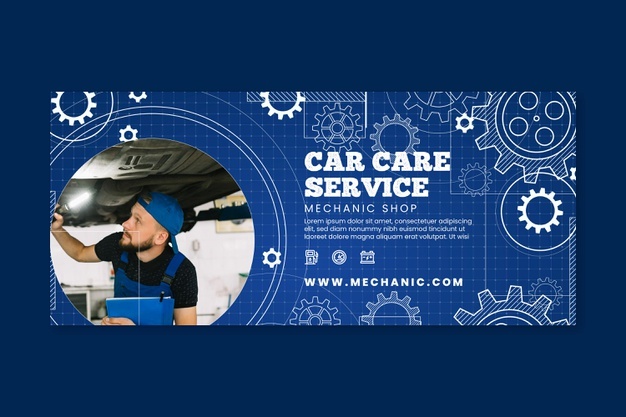 CAR CARE
SERVICE
MECHANIC SHOP
Lorem ipsum dolor sit amet, consectetuer adipiscing
elit, sed diam nonummy nibh euismod tincidunt ut
laoreet dolore magna aliquam erat volutpat. Ut wisi
WWW.MECHANIC.COM